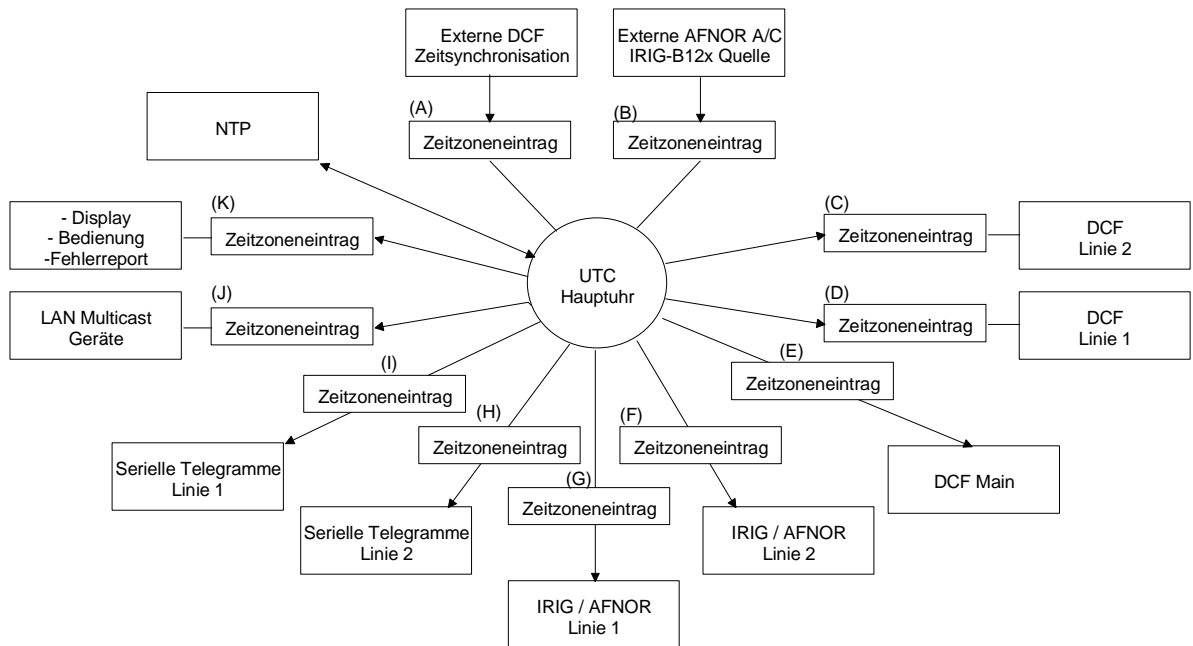 Externe DCF
Zeitsynchronisation
Externe AFNOR A/C
IRIG-B12x Quelle
(A)
Zeitzoneneintrag
(B)
Zeitzoneneintrag
NTP
(K)
Zeitzoneneintrag
- Display
- Bedienung
-Fehlerreport
(C)
Zeitzoneneintrag
DCF
Linie 2
UTC
Hauptuhr
(J)
Zeitzoneneintrag
LAN Multicast
Geräte
(D)
Zeitzoneneintrag
DCF
Linie 1
(I)
Zeitzoneneintrag
(E)
Zeitzoneneintrag
(H)
Zeitzoneneintrag
(F)
Zeitzoneneintrag
Serielle Telegramme
Linie 1
(G)
Zeitzoneneintrag
DCF Main
Serielle Telegramme
Linie 2
IRIG / AFNOR
Linie 2
IRIG / AFNOR
Linie 1